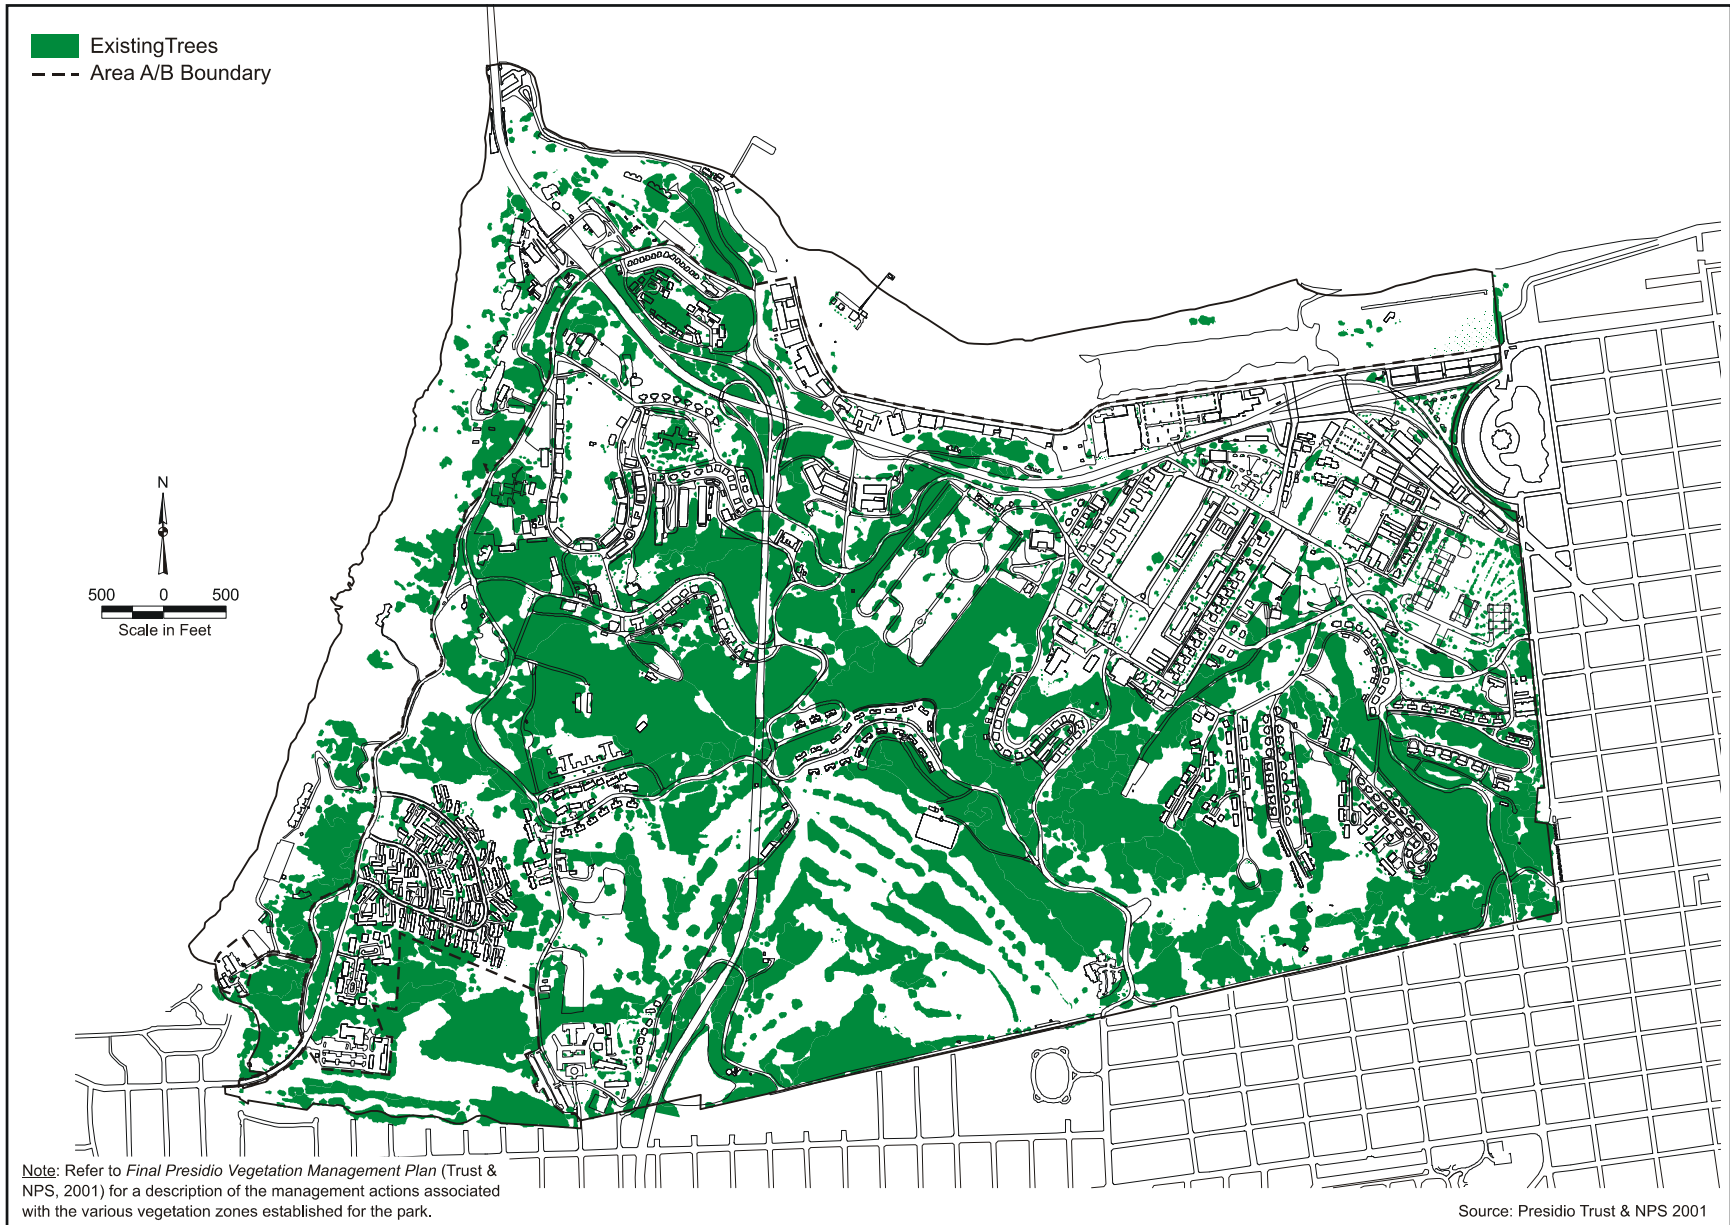 ExistingTrees
Area A/B Boundary
N
500 0 500
Scale in Feet
Note: Refer to Final Presidio Vegetation Management Plan (Trust &
NPS, 2001) for a description of the management actions associated
with the various vegetation zones established for the park.
Source: Presidio Trust & NPS 2001